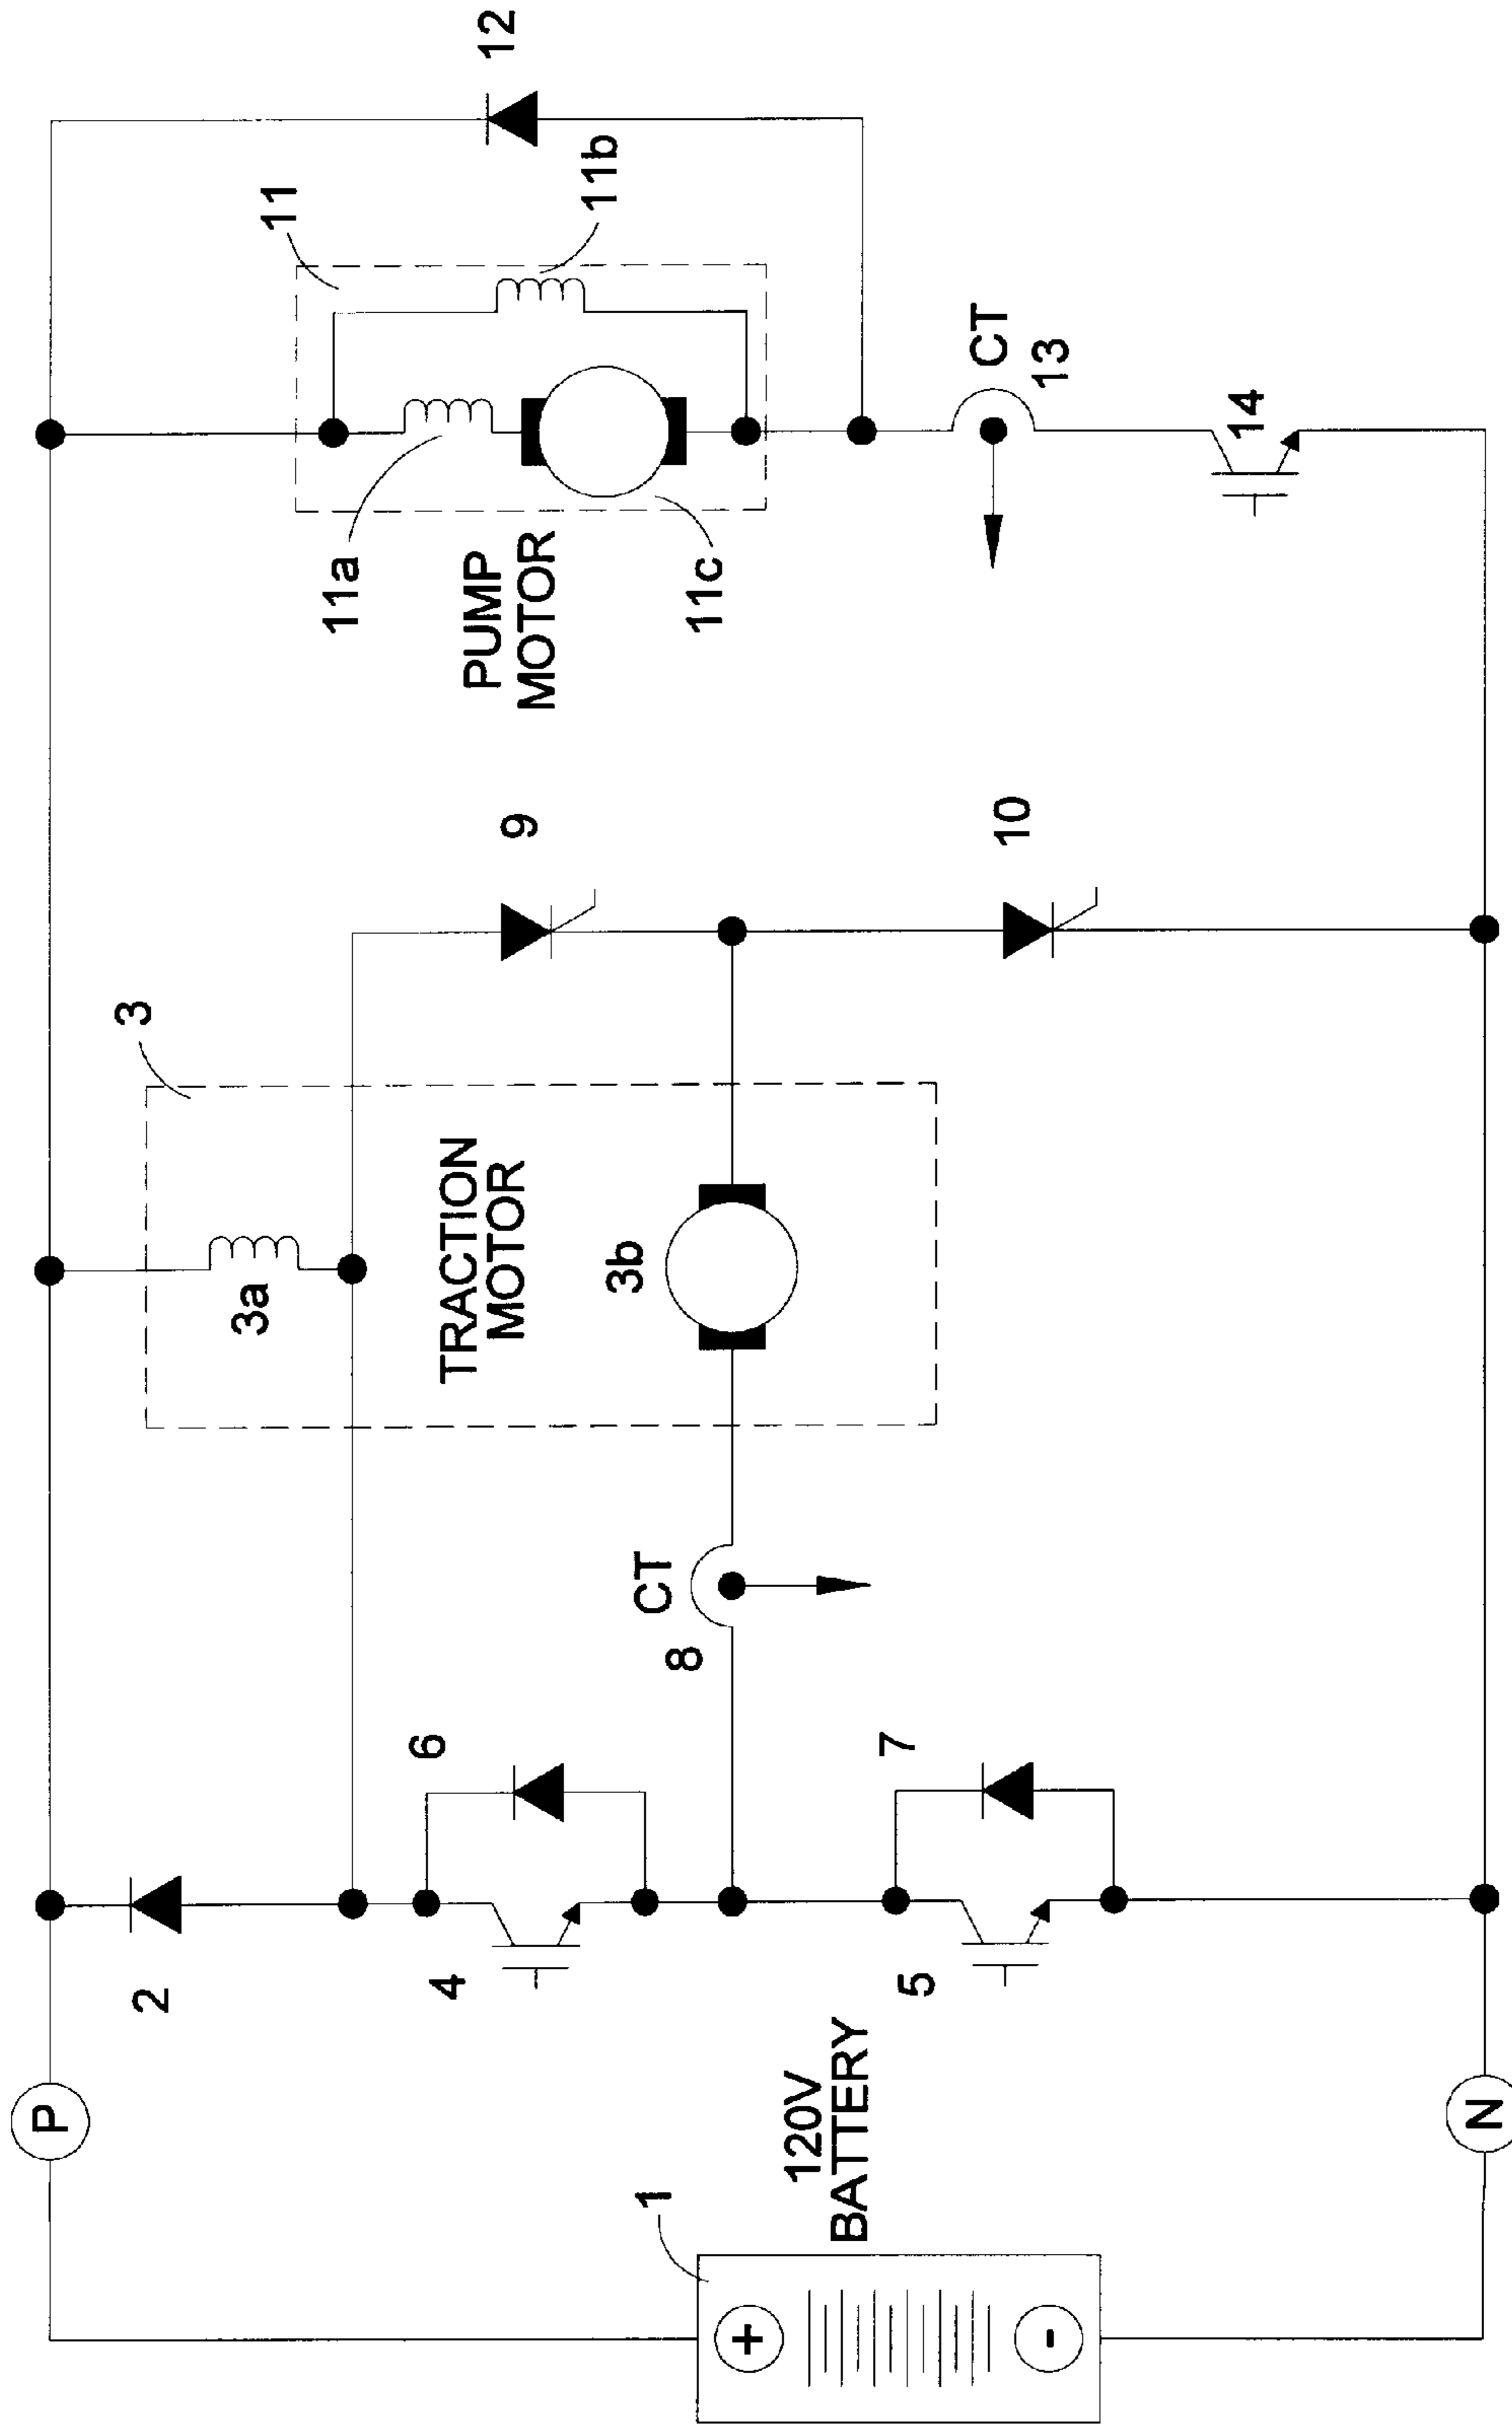 P
2
3a
3
TRACTION
MOTOR
3b
CT
8
4
6
5
7
120V
BATTERY
1
+
-
9
10
11
11a
11b
11c
PUMP
MOTOR
12
CT
13
14
N